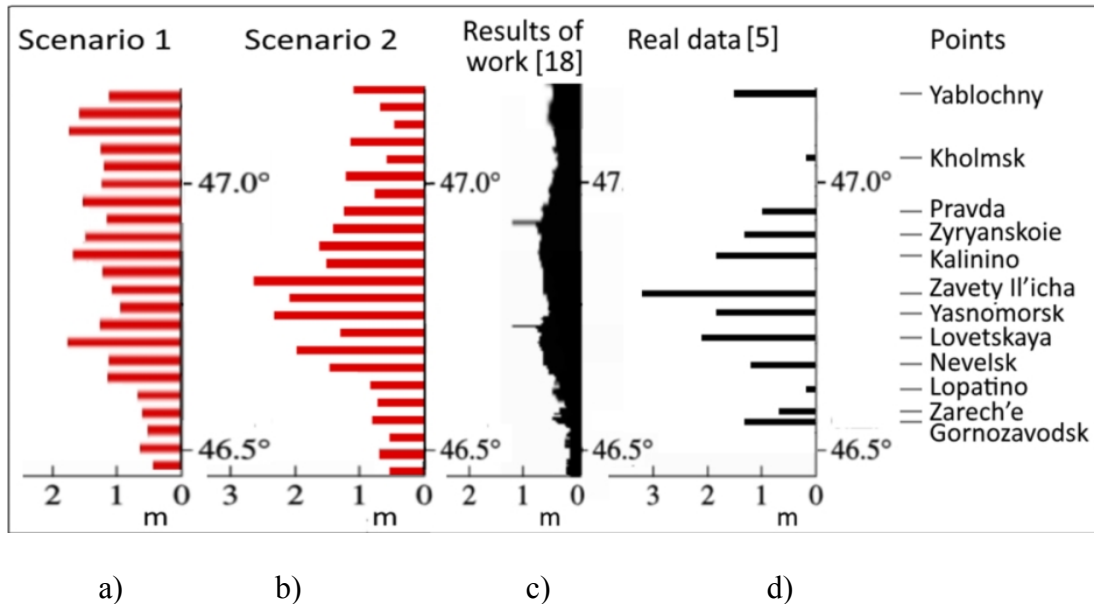 Scenario 1
Scenario 2
Results of
work [18]
Real data [5]
Points
Yablochny
Kholmsk
47.0°
47.0°
47.
47.0°
Pravda
Zyryanskoie
Kalinino
Zavety Il'icha
Yasnomorsk
Lovetskaya
Nevelsk
Lopatino
Zarech'e
Gornozavodsk
46.5°
46.5°
46.5°
46.5°
2 1 0
3 2 1 0
2 1 0
3 2 1 0
m
m
m
m
a) b) c) d)